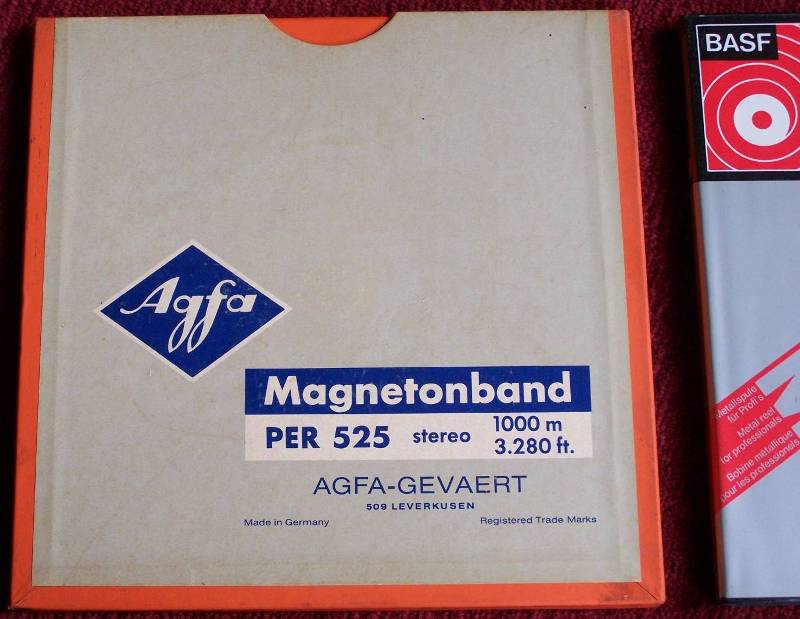 Agfa
Magnetonband
PER 525 stereo 1000 m
3.280 ft.
AGFA-GEVAERT
509 LEVERKUSEN
Made in Germany Registered Trade Marks
BASF
Metallspule
für Profi's
Metal reel
for professionals
Bobine métallique
pour les professionels